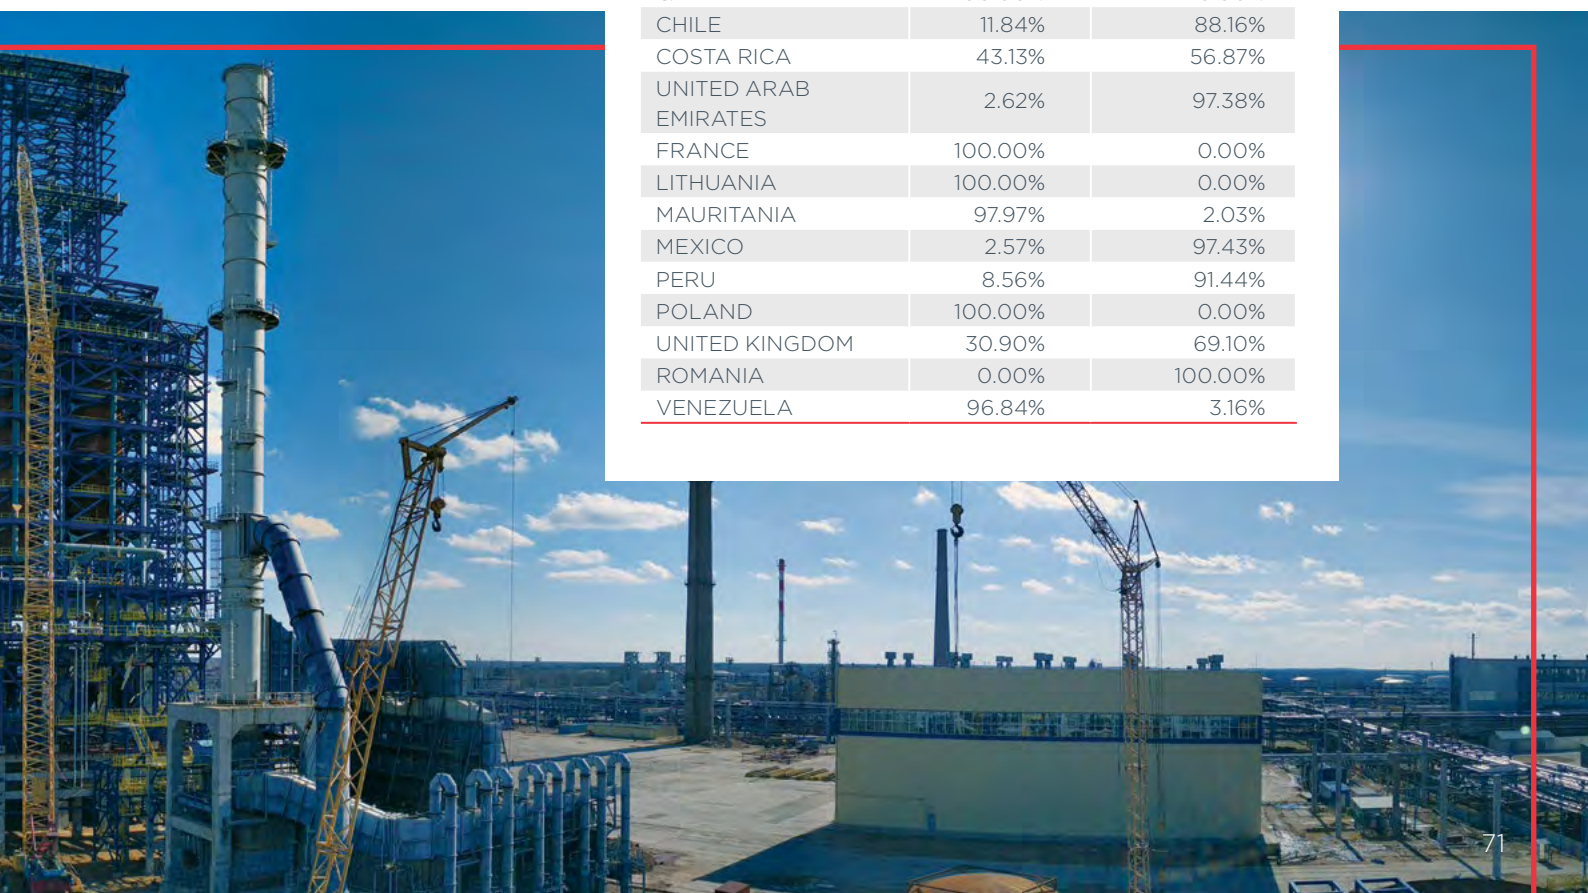 CHILE 11.84% 88.16%
COSTA RICA 43.13% 56.87%
UNITED ARAB
EMIRATES 2.62% 97.38%
FRANCE 100.00% 0.00%
LITHUANIA 100.00% 0.00%
MAURITANIA 97.97% 2.03%
MEXICO 2.57% 97.43%
PERU 8.56% 91.44%
POLAND 100.00% 0.00%
UNITED KINGDOM 30.90% 69.10%
ROMANIA 0.00% 100.00%
VENEZUELA 96.84% 3.16%
71